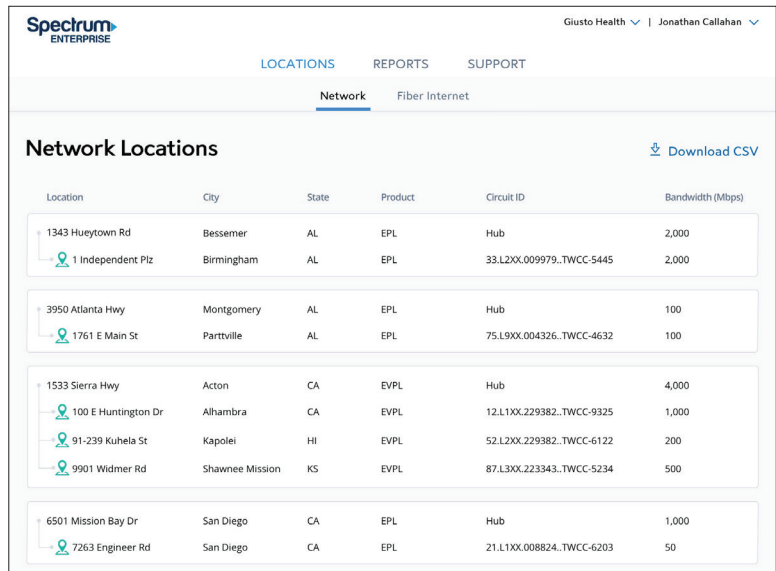 Spectrum
ENTERPRISE
Giusto Health | Jonathan Callahan
LOCATIONS REPORTS SUPPORT
Network Fiber Internet
Network Locations
Download CSV
Location City State Product Circuit ID Bandwidth (Mbps)
1343 Hueytown Rd Bessemer AL EPL Hub 2,000
1 Independent Plz Birmingham AL EPL 33.L2XX.009979..TWCC-5445 2,000
3950 Atlanta Hwy Montgomery AL EPL Hub 100
1761 E Main St Parttville AL EPL 75.L9XX.004326..TWCC-4632 100
1533 Sierra Hwy Acton CA EVPL Hub 4,000
100 E Huntington Dr Alhambra CA EVPL 12.L1XX.229382..TWCC-9325 1,000
91-239 Kuhela St Kapolei HI EVPL 52.L2XX.229382..TWCC-6122 200
9901 Widmer Rd Shawnee Mission KS EVPL 87.L3XX.223343..TWCC-5234 500
6501 Mission Bay Dr San Diego CA EPL Hub 1,000
7263 Engineer Rd San Diego CA EPL 21.L1XX.008824..TWCC-6203 50